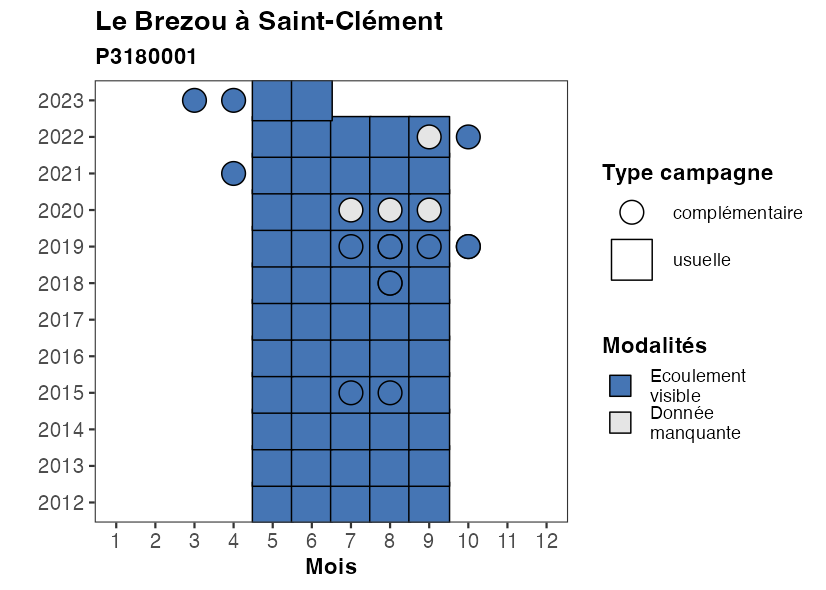 Le Brezou à Saint-Clément
P3180001
2023
2022
2021
2020
2019
2018
2017
2016
2015
2014
2013
2012
1 2 3 4 5 6 7 8 9 10 11 12
Mois
Type campagne
complémentaire
usuelle
Modalités
Ecoulement
visible
Donnée
manquante